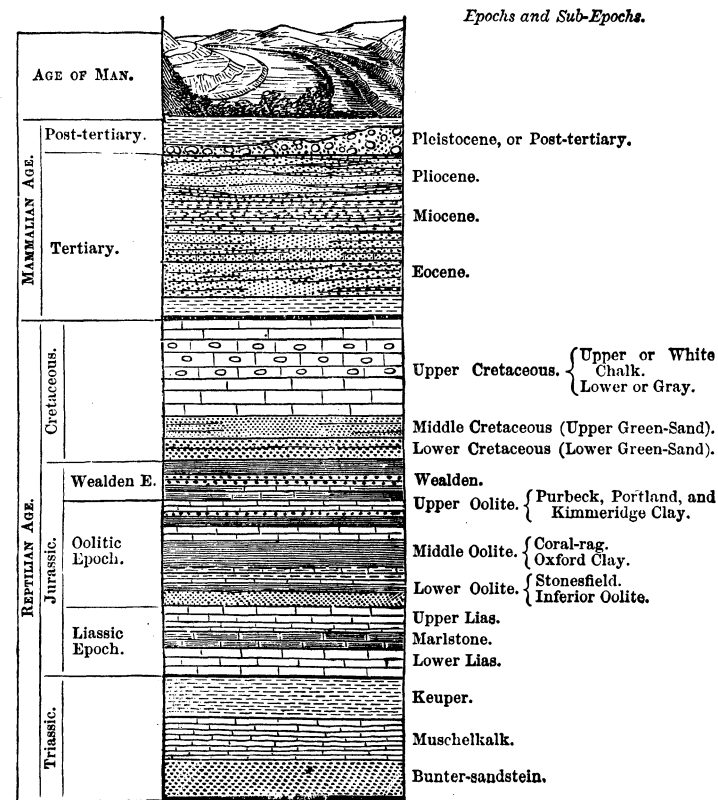 Epochs and Sub-Epochs.
AGE OF MAN.
MAMMALIAN AGE.
Post-tertiary.
Pleistocene, or Post-tertiary.
Tertiary.
Pliocene.
Miocene.
Eocene.
REPTILIAN AGE.
Cretaceous.
Upper Cretaceous.
Upper or White
Chalk.
Lower or Gray.
Middle Cretaceous (Upper Green-Sand).
Lower Cretaceous (Lower Green-Sand).
Jurassic.
Wealden E.
Wealden.
Oolitic
Epoch.
Upper Oolite.
Purbeck, Portland, and
Kimmeridge Clay.
Middle Oolite.
Coral-rag.
Oxford Clay.
Lower Oolite.
Stonesfield.
Inferior Oolite.
Liassic
Epoch.
Upper Lias.
Marlstone.
Lower Lias.
Triassic.
Keuper.
Muschelkalk.
Bunter-sandstein.